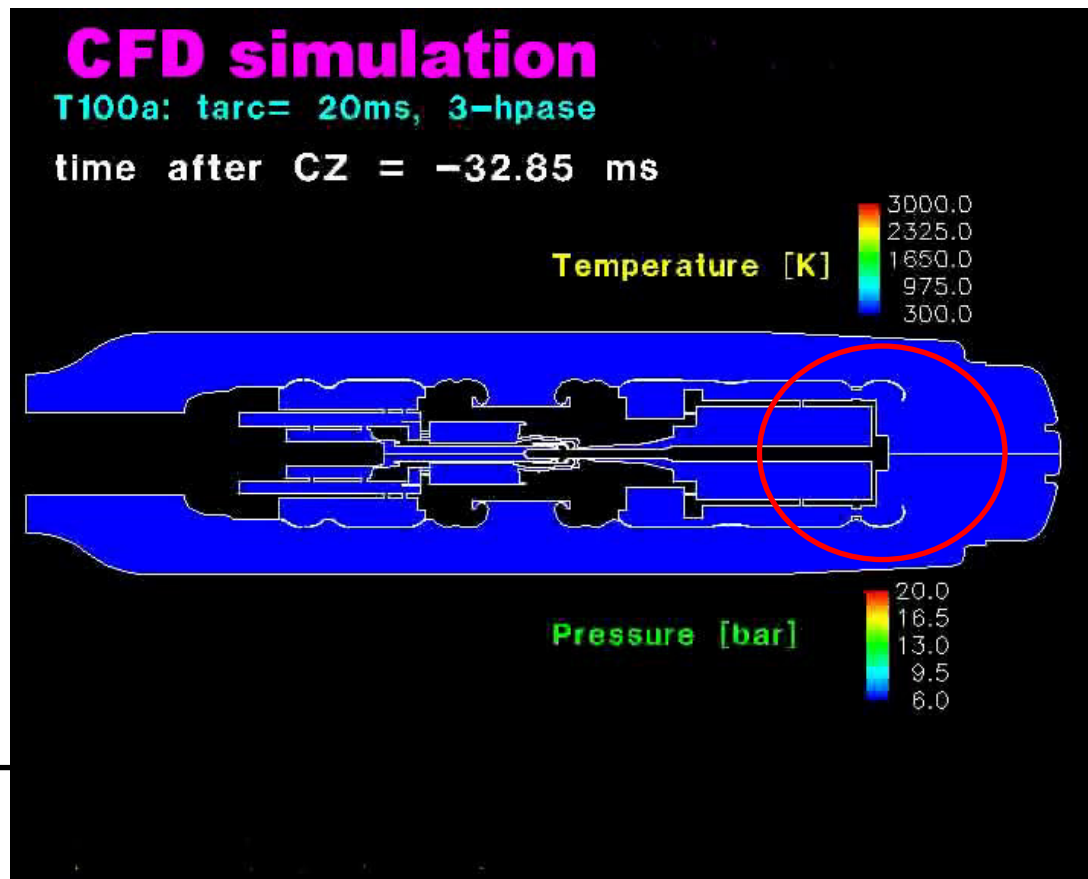 CFD simulation
T100a: tarc= 20ms, 3-hpase
time after CZ = -32.85 ms
3000.0
2325.0
Temperature [K] 1650.0
975.0
300.0
20.0
16.5
Pressure [bar] 13.0
9.5
6.0